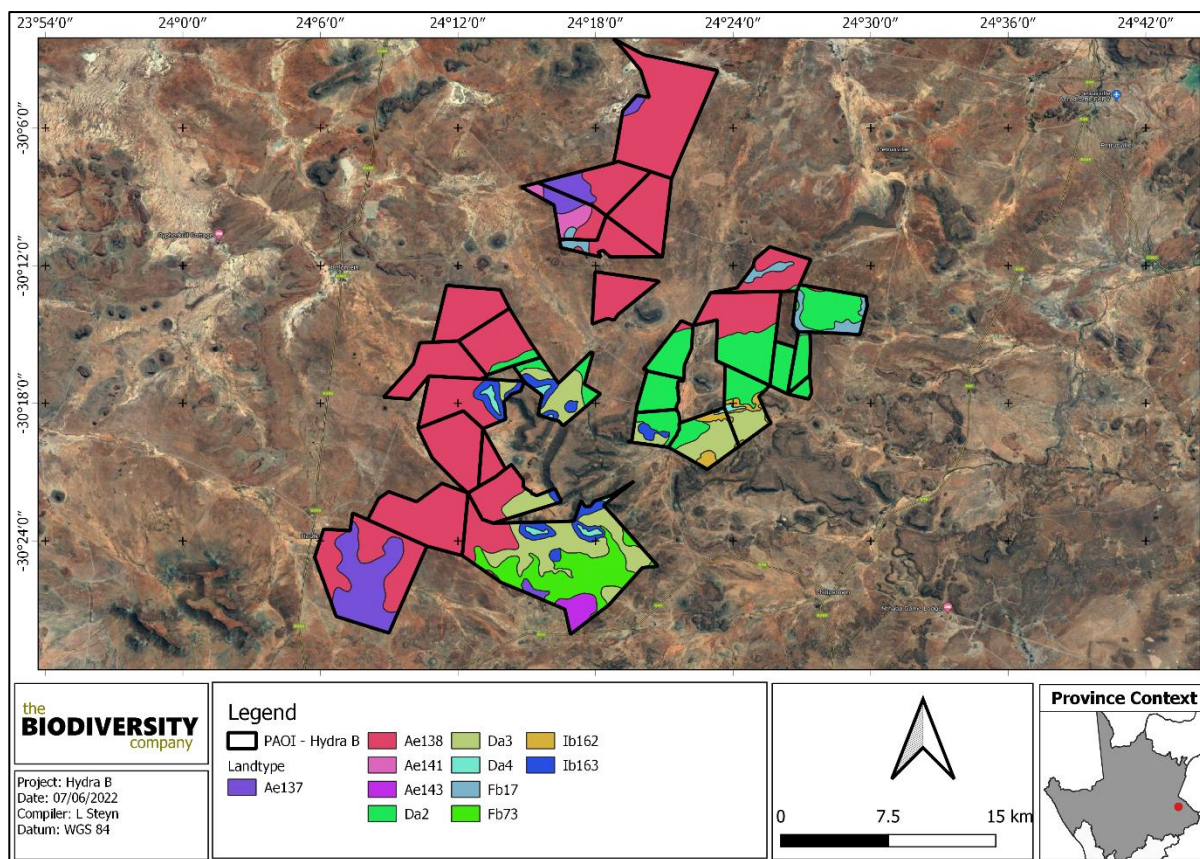 23°54′0″ 24°0′0″ 24°6′0″ 24°12′0″ 24°18′0″ 24°24′0″ 24°30′0″ 24°36′0″ 24°42′0″
-30°6′0″
-30°12′0″
-30°18′0″
-30°24′0″
Petrusville
the
BIODIVERSITY
company
Project: Hydra B
Date: 07/06/2022
Compiler: L Steyn
Datum: WGS 84
Legend
PAOI - Hydra B
Landtype
Ae137
Ae138
Ae141
Ae143
Da2
Da3
Da4
Fb17
Fb73
Ib162
Ib163
0 7.5 15 km
Province Context